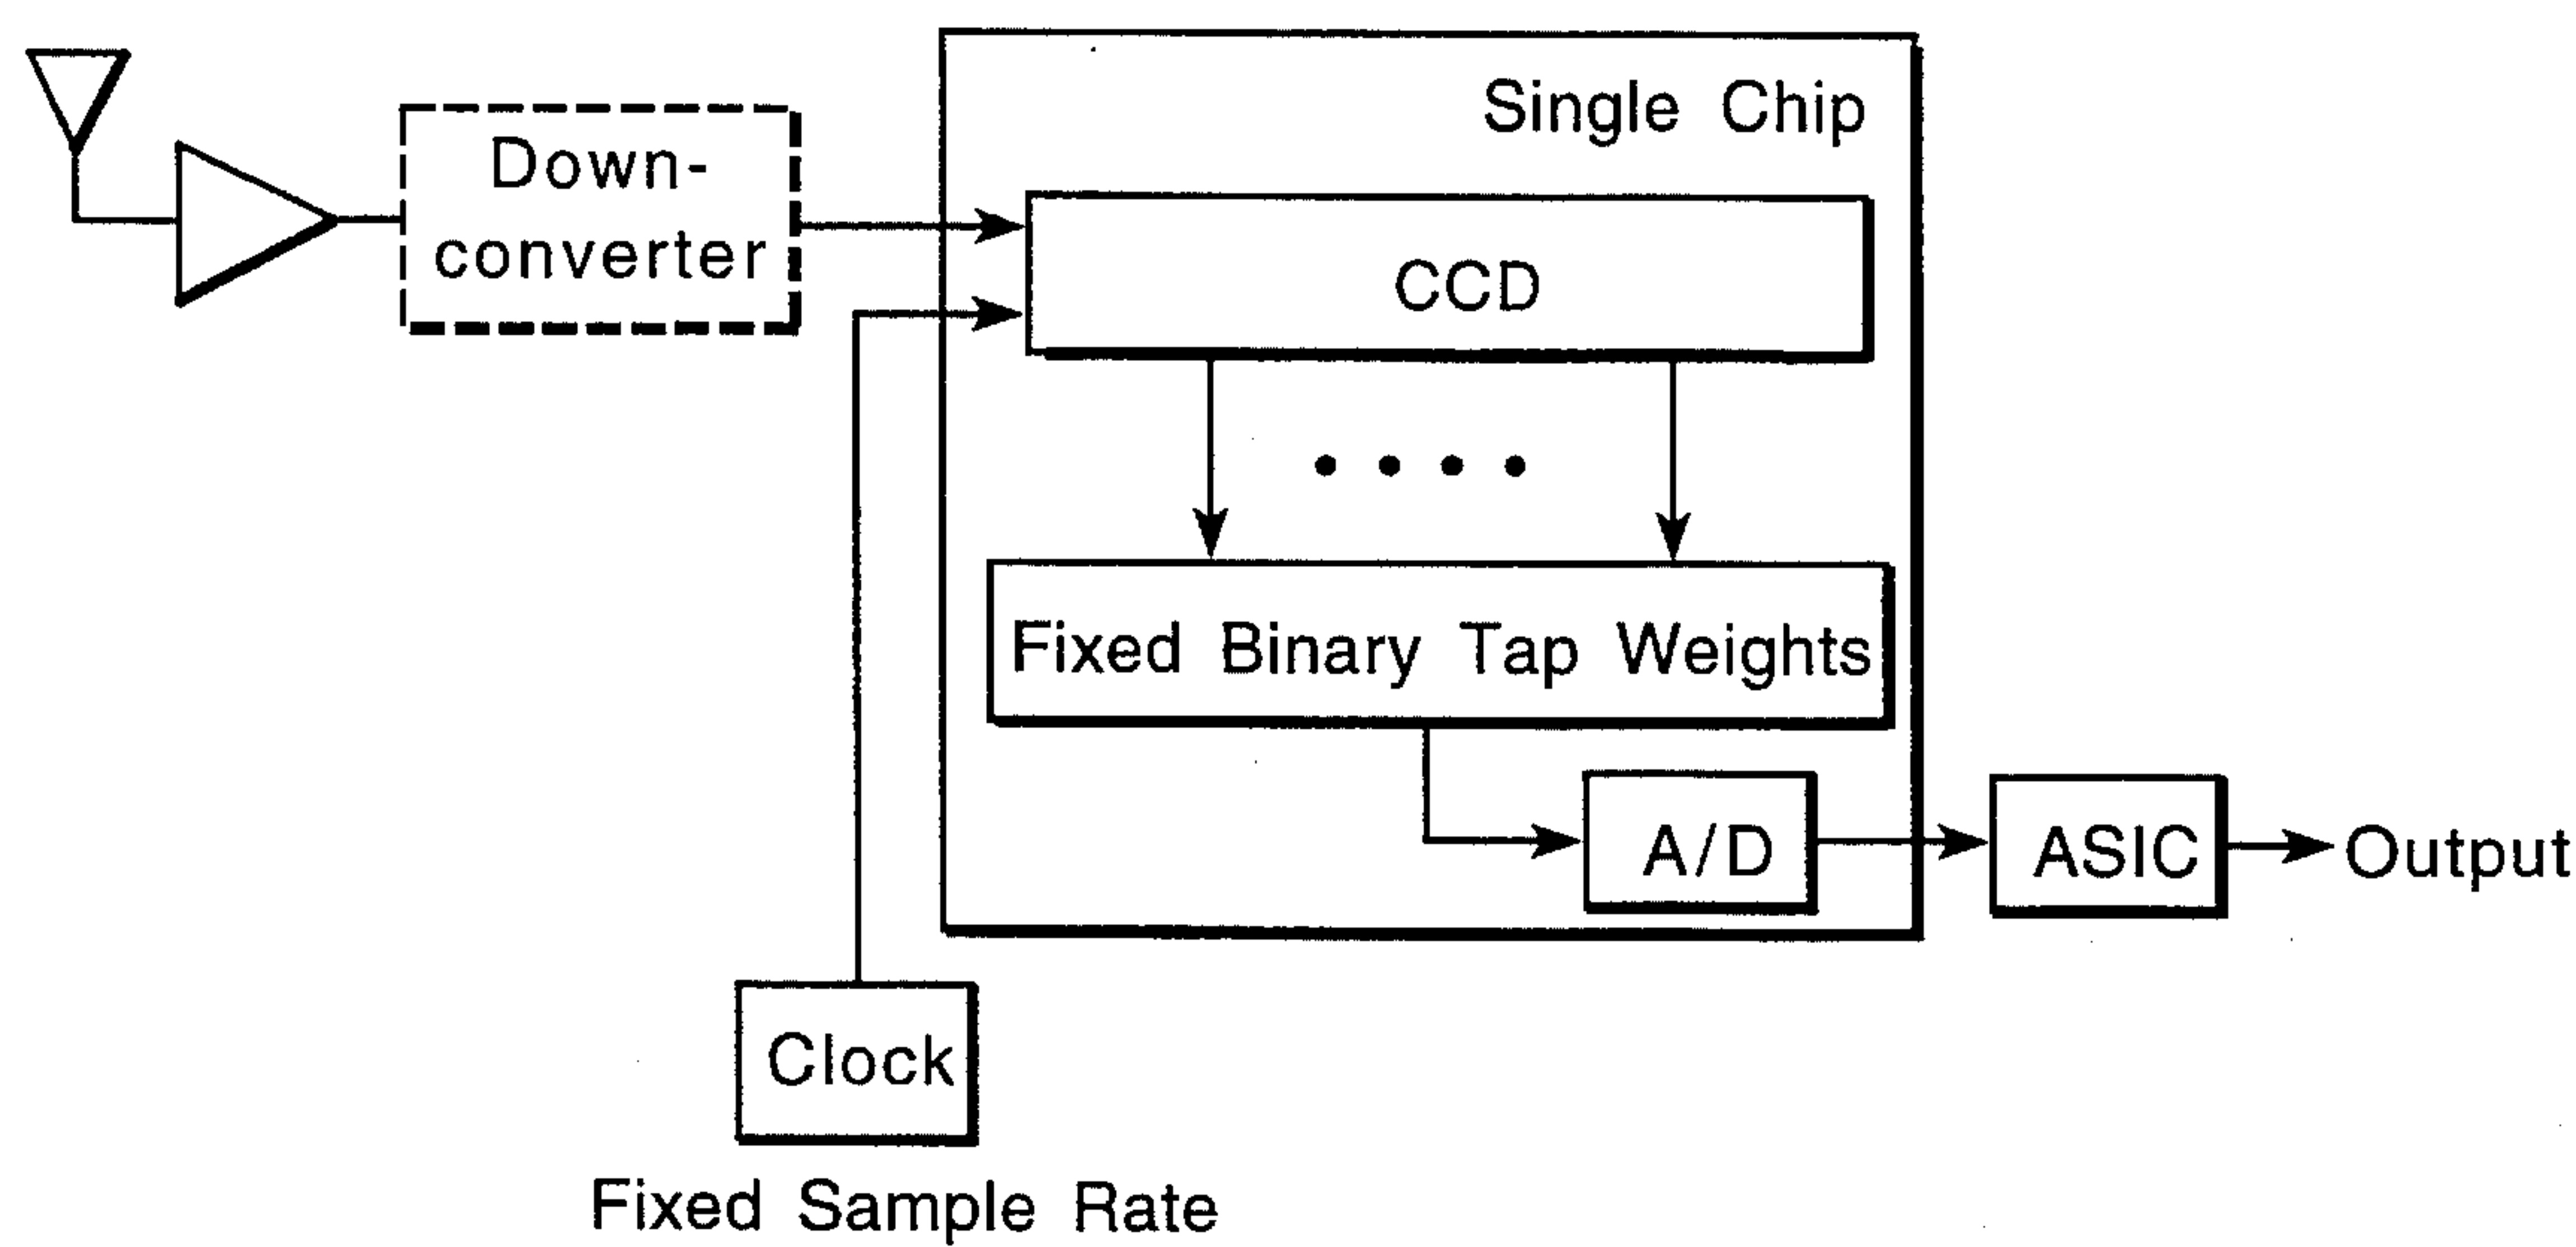 Single Chip
Down-
converter
CCD
Fixed Binary Tap Weights
A/D
ASIC
Output
Clock
Fixed Sample Rate